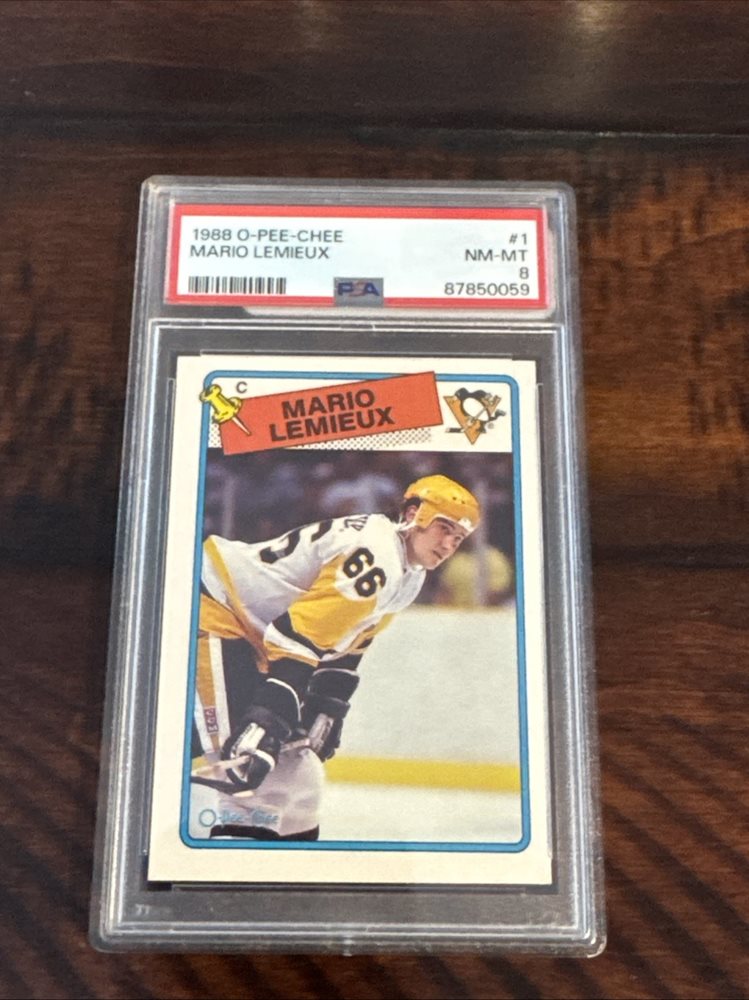 1988 O-PEE-CHEE #1
MARIO LEMIEUX NM-MT
8
PSA 87850059
C
MARIO
LEMIEUX
®
66
O-Pee-Chee